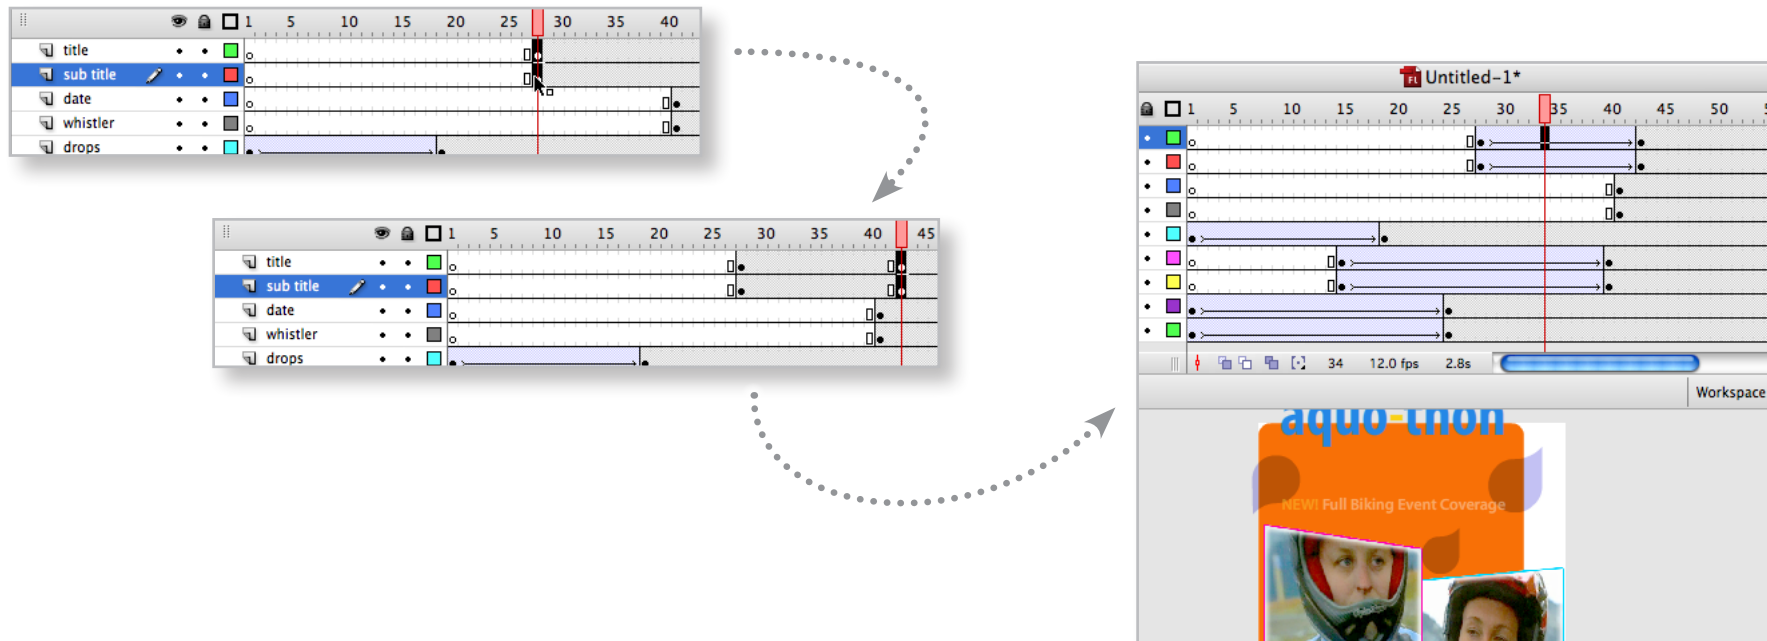 1 5 10 15 20 25 30 35 40
title
sub title
date
whistler
drops
1 5 10 15 20 25 30 35 40 45
title
sub title
date
whistler
drops
Untitled-1*
1 5 10 15 20 25 30 35 40 45 50
34 12.0 fps 2.8s
Workspace
aquo-thon
NEW! Full Biking Event Coverage